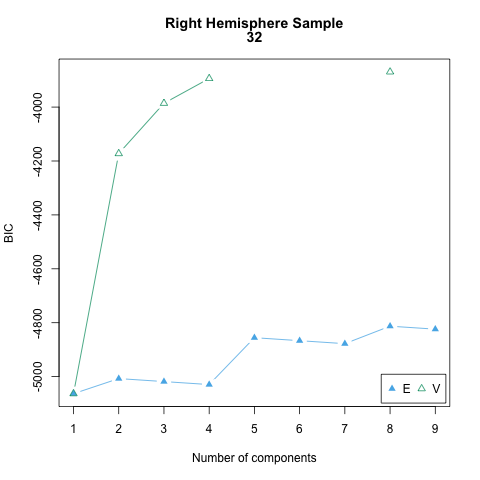 Right Hemisphere Sample
32
BIC
-4000
-4200
-4400
-4600
-4800
-5000
1 2 3 4 5 6 7 8 9
Number of components
E V